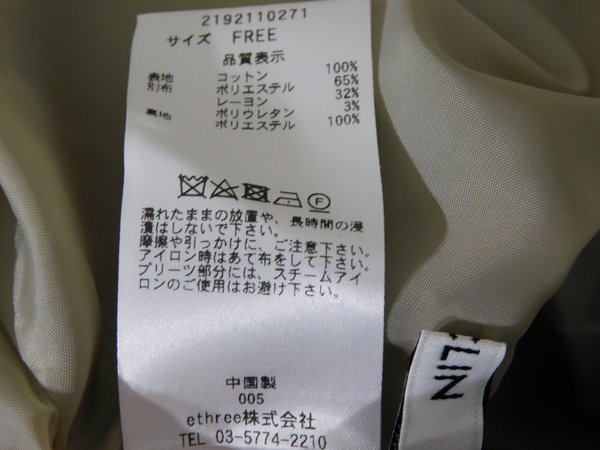 2192110271
サイズ FREE
品質表示
表地 コットン 100%
別布 ポリエステル 65%
レーヨン 32%
ポリウレタン 3%
裏地 ポリエステル 100%
濡れたままの放置や、長時間の浸
漬はしないで下さい。
摩擦や引っかけに、ご注意下さい。
アイロン時はあて布をして下さい。
プリーツ部分には、スチームアイ
ロンのご使用はお避け下さい。
中国製
005
ethree株式会社
TEL 03-5774-2210
CLIN